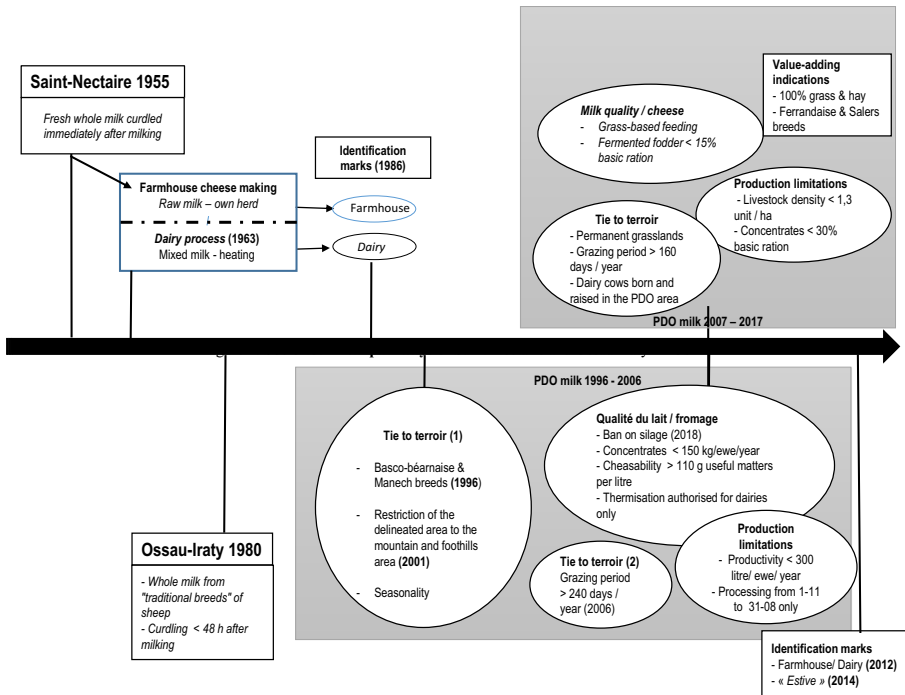 Saint-Nectaire 1955
Fresh whole milk curdled
immediately after milking
Farmhouse cheese making
Raw milk – own herd
Dairy process (1963)
Mixed milk - heating
Identification
marks (1986)
Farmhouse
Dairy
Milk quality / cheese
- Grass-based feeding
- Fermented fodder < 15%
basic ration
Value-adding
indications
- 100% grass & hay
- Ferrandaise & Salers
breeds
Production limitations
- Livestock density < 1,3
unit / ha
- Concentrates < 30%
basic ration
Tie to terroir
- Permanent grasslands
- Grazing period > 160
days / year
- Dairy cows born and
raised in the PDO area
PDO milk 2007 – 2017
PDO milk 1996 - 2006
Tie to terroir (1)
- Basco-béarnaise &
Manech breeds (1996)
- Restriction of the
delineated area to the
mountain and foothills
area (2001)
- Seasonality
Qualité du lait / fromage
- Ban on silage (2018)
- Concentrates < 150 kg/ewe/year
- Cheasability > 110 g useful matters
per litre
- Thermisation authorised for dairies
only
Tie to terroir (2)
Grazing period
> 240 days /
year (2006)
Production
limitations
- Productivity < 300
litre/ ewe/ year
- Processing from 1-11
to 31-08 only
Ossau-Iraty 1980
- Whole milk from
"traditional breeds" of
sheep
- Curdling < 48 h after
milking
Identification marks
- Farmhouse/ Dairy (2012)
- « Estive » (2014)